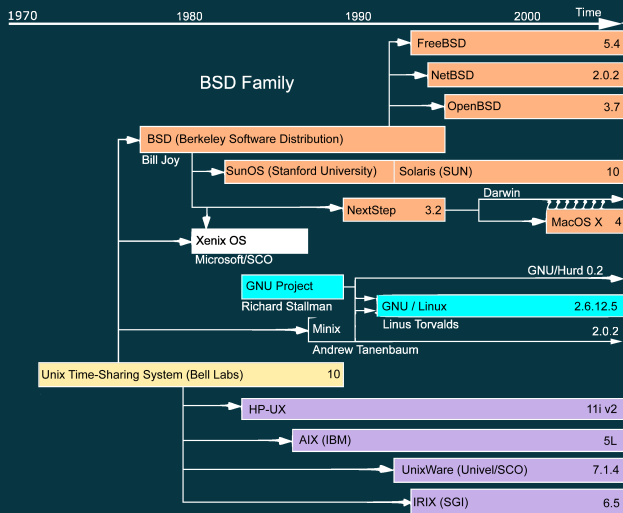 1970 1980 1990 2000 Time
FreeBSD 5.4
BSD Family
NetBSD 2.0.2
OpenBSD 3.7
BSD (Berkeley Software Distribution)
Bill Joy
SunOS (Stanford University) Solaris (SUN) 10
Darwin
NextStep 3.2
MacOS X 4
Xenix OS
Microsoft/SCO
GNU/Hurd 0.2
GNU Project
Richard Stallman
GNU / Linux 2.6.12.5
Linus Torvalds
Minix 2.0.2
Andrew Tanenbaum
Unix Time-Sharing System (Bell Labs) 10
HP-UX 11i v2
AIX (IBM) 5L
UnixWare (Univel/SCO) 7.1.4
IRIX (SGI) 6.5